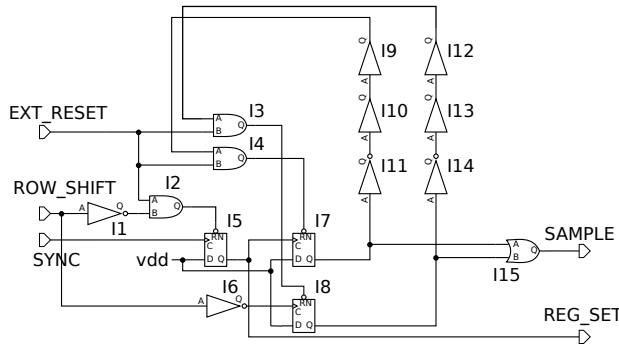 Q
Q
I9
I12
A
A
Q
Q
I3
EXT_RESET
A
Q
B
I10
I13
A
A
I4
A
Q
B
Q
Q
I11
I14
I2
ROW_SHIFT
A
Q
B
A
A
A
Q
I1
I5
I7
SAMPLE
RN
C
D Q
RN
C
D Q
A
Q
B
SYNC
vdd
I15
I6
I8
A
Q
RN
C
D Q
REG_SET